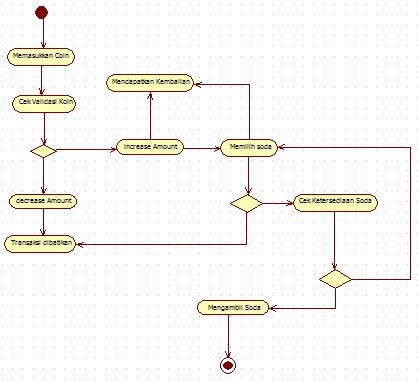 Memasukkan Coin
Mendapatkan Kembalian
Cek Validasi Koin
Increase Amount
Memilih soda
decrease Amount
Cek Ketersediaan Soda
Transaksi dibatlkan
Mengambil Soda